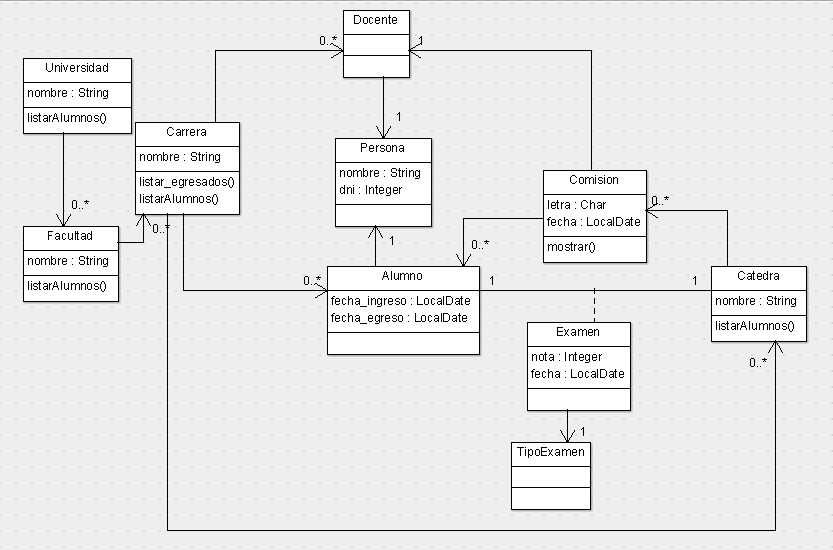 Docente
0..*
1
Universidad
nombre : String
listarAlumnos()
1
Carrera
nombre : String
listar_egresados()
listarAlumnos()
Persona
nombre : String
dni : Integer
Comision
letra : Char
fecha : LocalDate
mostrar()
0..*
0..*
0..*
Facultad
nombre : String
listarAlumnos()
1
0..*
Alumno
fecha_ingreso : LocalDate
fecha_egreso : LocalDate
0..*
1
1
Catedra
nombre : String
listarAlumnos()
Examen
nota : Integer
fecha : LocalDate
0..*
1
TipoExamen